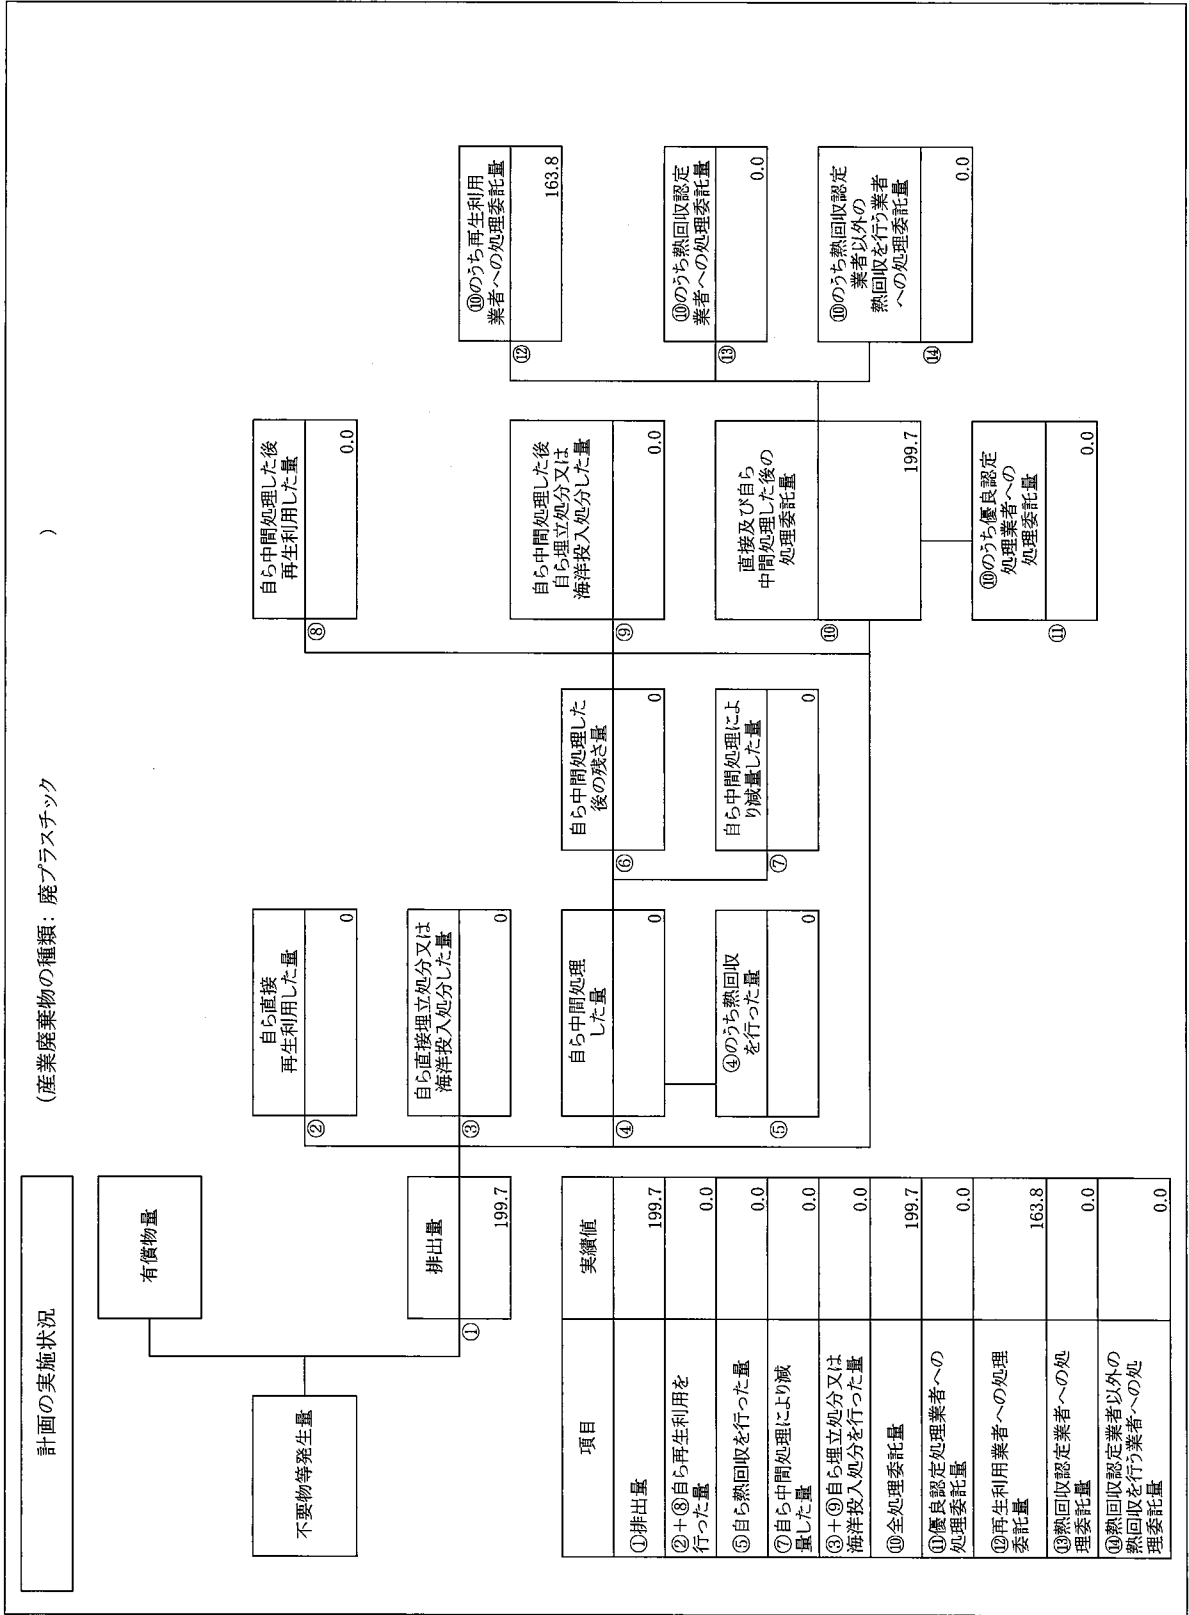 計画の実施状況
(産業廃棄物の種類: 廃プラスチック )
不要物等発生量
有償物量
排出量
①
199.7
自ら直接
再生利用した量
②
0
自ら直接埋立処分又は
海洋投入処分した量
③
0
自ら中間処理
した量
④
0
④のうち熱回収
を行った量
⑤
0
自ら中間処理した
後の残さ量
⑥
0
自ら中間処理によ
り減量した量
⑦
0
自ら中間処理した後
再生利用した量
⑧
0.0
自ら中間処理した後
自ら埋立処分又は
海洋投入処分した量
⑨
0.0
直接及び自ら
中間処理した後の
処理委託量
⑩
199.7
⑩のうち優良認定
処理業者への
処理委託量
⑪
0.0
⑩のうち再生利用
業者への処理委託量
⑫
163.8
⑩のうち熱回収認定
業者への処理委託量
⑬
0.0
⑩のうち熱回収認定
業者以外の
熱回収を行う業者
への処理委託量
⑭
0.0
項目 実績値
①排出量 199.7
②+⑧自ら再生利用を
行った量 0.0
⑤自ら熱回収を行った量 0.0
⑦自ら中間処理により減
量した量 0.0
③+⑨自ら埋立処分又は
海洋投入処分を行った量 0.0
⑩全処理委託量 199.7
⑪優良認定処理業者への
処理委託量 0.0
⑫再生利用業者への処理
委託量 163.8
⑬熱回収認定業者への処
理委託量 0.0
⑭熱回収認定業者以外の
熱回収を行う業者への処
理委託量 0.0